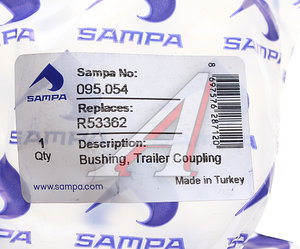 SAMPA
Sampa No:
095.054
Replaces:
R53362
SAMPA
Description:
1
Qty
Bushing, Trailer Coupling
www.sampa.com
Made in Turkey
SAMPA